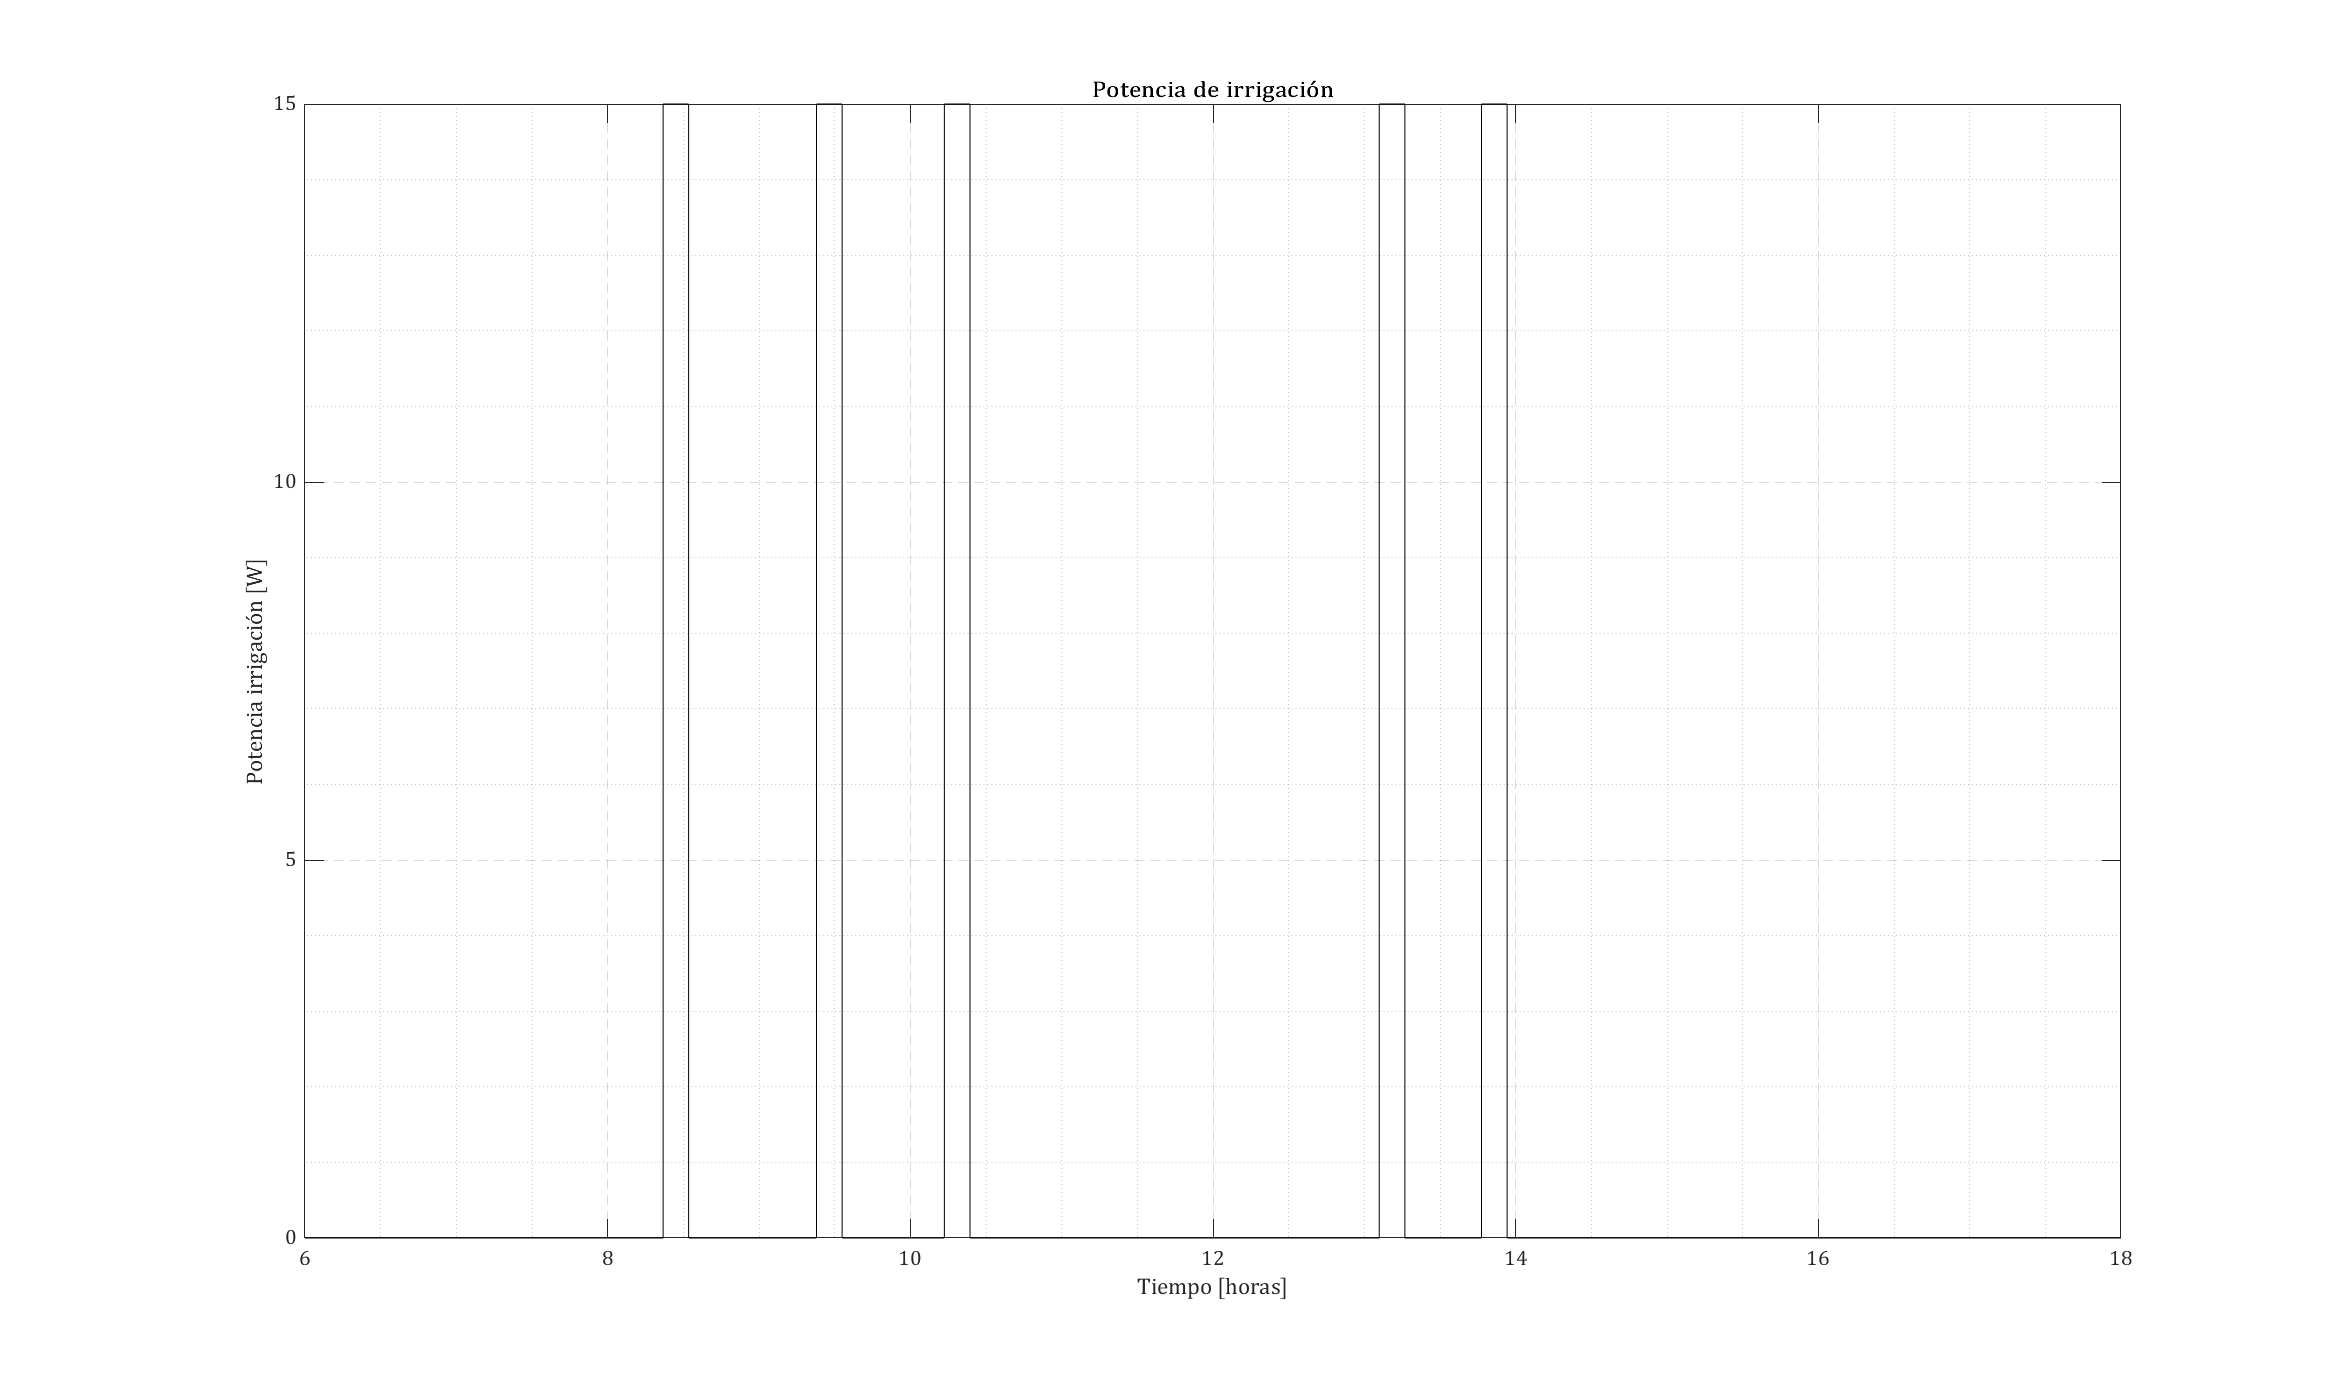 Potencia de irrigación
15
10
5
0
Potencia irrigación [W]
6 8 10 12 14 16 18
Tiempo [horas]